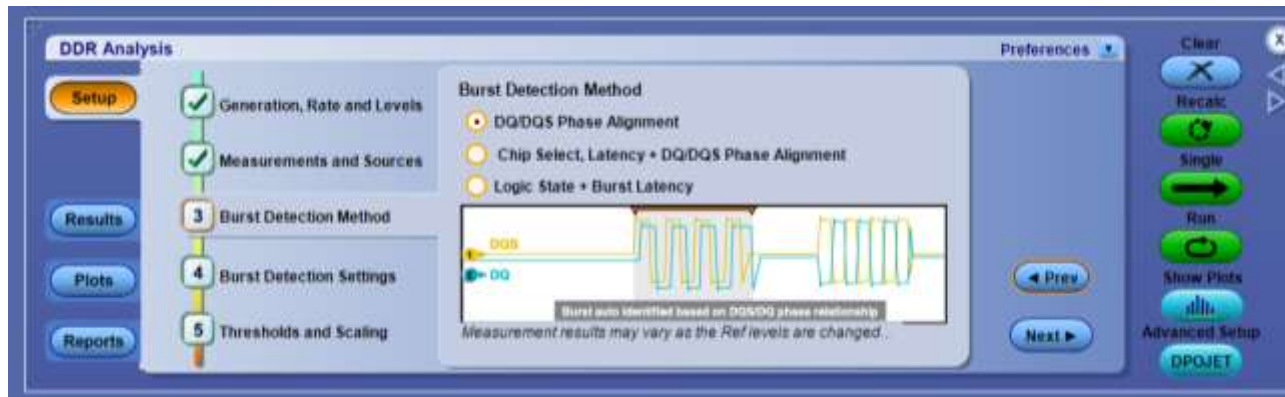 DDR Analysis
Preferences
Setup
Results
Plots
Reports
Generation, Rate and Levels
Measurements and Sources
3 Burst Detection Method
4 Burst Detection Settings
5 Thresholds and Scaling
Burst Detection Method
DQ/DQS Phase Alignment
Chip Select, Latency + DQ/DQS Phase Alignment
Logic State + Burst Latency
DQS
DQ
Burst auto identified based on DQS/DQ phase relationship
Measurement results may vary as the Ref levels are changed.
◄ Prev
Next ►
Clear
X
Recalc
Single
Run
Show Plots
Advanced Setup
DPOJET